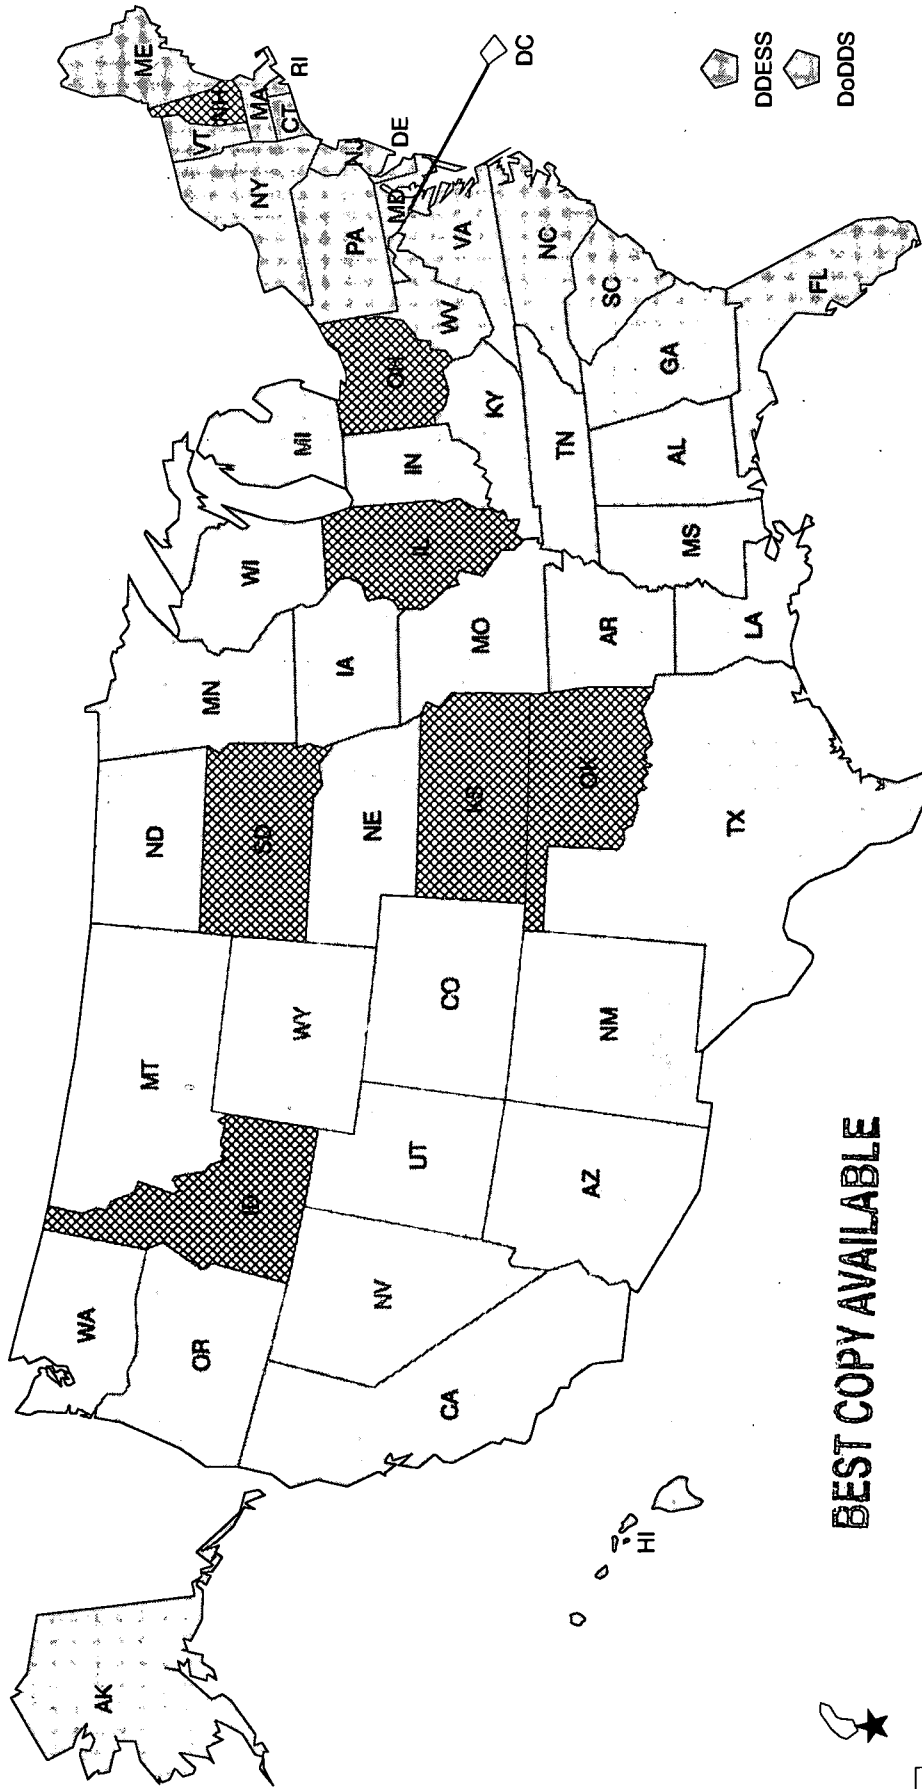 AK
HI
WA
OR
CA
NV
ID
MT
WY
UT
AZ
CO
NM
ND
SD
NE
KS
OK
TX
MN
IA
MO
AR
LA
WI
IL
MS
MI
IN
KY
TN
AL
OH
WV
GA
FL
SC
NC
VA
MD
PA
NY
VT
NH
ME
MA
CT
RI
NJ
DE
DC
DDESS
DoDDS
BEST COPY AVAILABLE